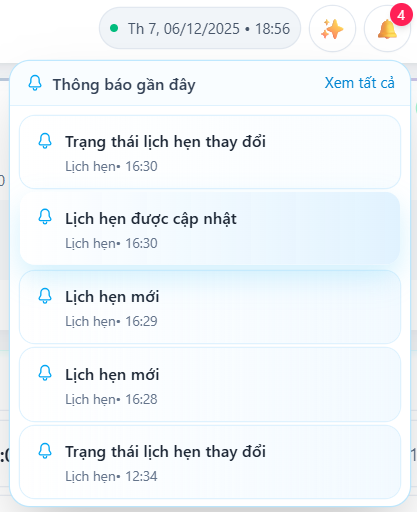 Th 7, 06/12/2025 • 18:56
4
Thông báo gần đây
Xem tất cả
Trạng thái lịch hẹn thay đổi
Lịch hẹn• 16:30
Lịch hẹn được cập nhật
Lịch hẹn• 16:30
Lịch hẹn mới
Lịch hẹn• 16:29
Lịch hẹn mới
Lịch hẹn• 16:28
Trạng thái lịch hẹn thay đổi
Lịch hẹn• 12:34